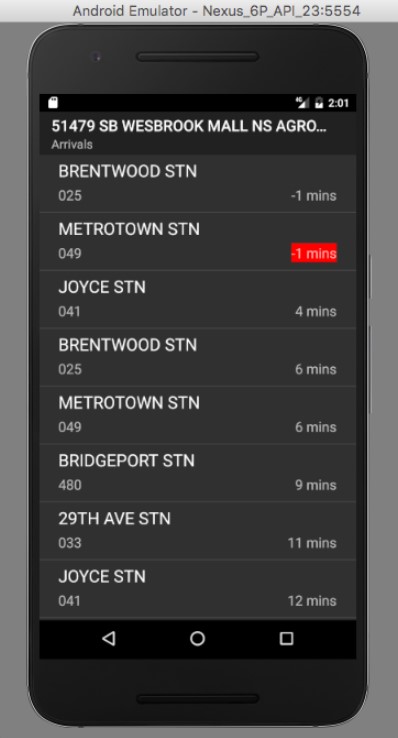 Android Emulator - Nexus_6P_API_23:5554
4G 2:01
51479 SB WESBROOK MALL NS AGRO...
Arrivals
BRENTWOOD STN
025 -1 mins
METROTOWN STN
049 -1 mins
JOYCE STN
041 4 mins
BRENTWOOD STN
025 6 mins
METROTOWN STN
049 6 mins
BRIDGEPORT STN
480 9 mins
29TH AVE STN
033 11 mins
JOYCE STN
041 12 mins